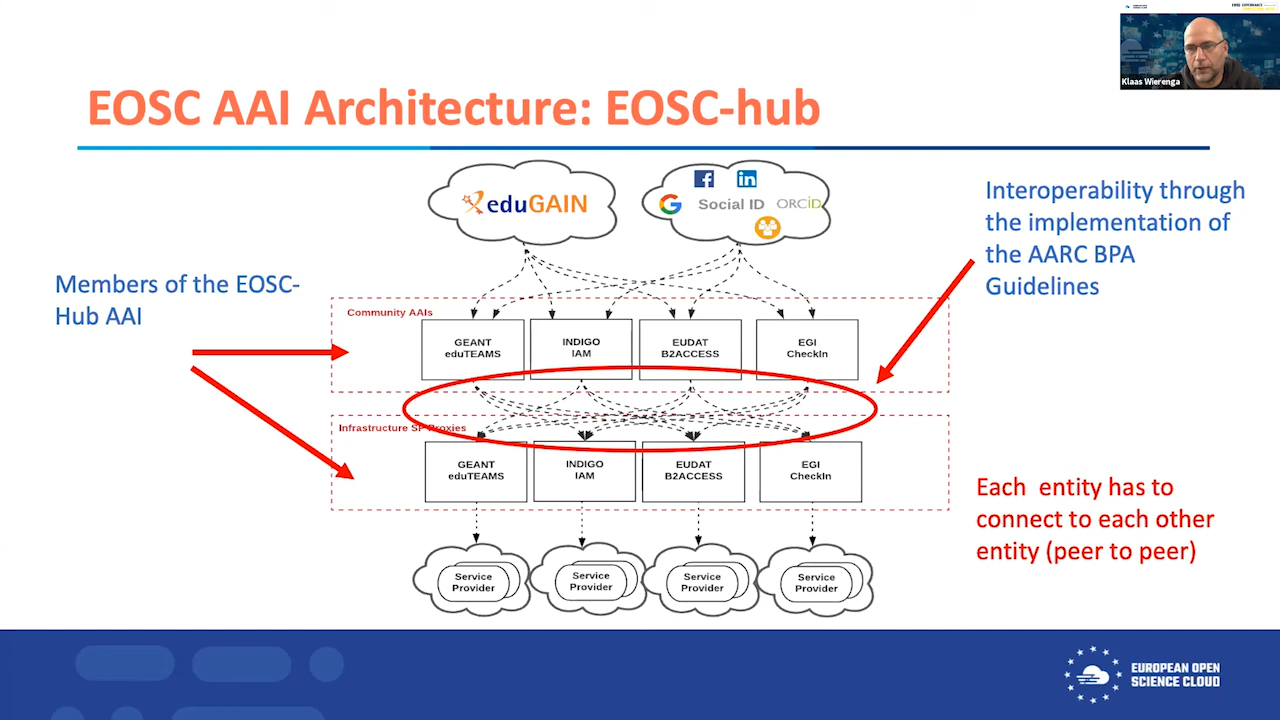 EOSC AAI Architecture: EOSC-hub
Klaas Wierenga
eduGAIN
Social ID
ORCID
Interoperability through
the implementation of
the AARC BPA
Guidelines
Members of the EOSC-
Hub AAI
Community AAIs
GEANT
eduTEAMS
INDIGO
IAM
EUDAT
B2ACCESS
EGI
CheckIn
Infrastructure SP Proxies
GEANT
eduTEAMS
INDIGO
IAM
EUDAT
B2ACCESS
EGI
CheckIn
Each entity has to
connect to each other
entity (peer to peer)
Service
Provider
Service
Provider
Service
Provider
Service
Provider
EUROPEAN OPEN
SCIENCE CLOUD